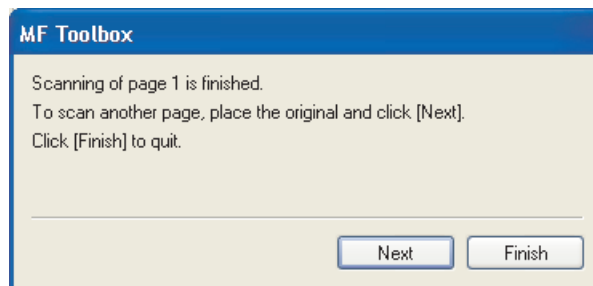 MF Toolbox
Scanning of page 1 is finished.
To scan another page, place the original and click [Next].
Click [Finish] to quit.
Next Finish